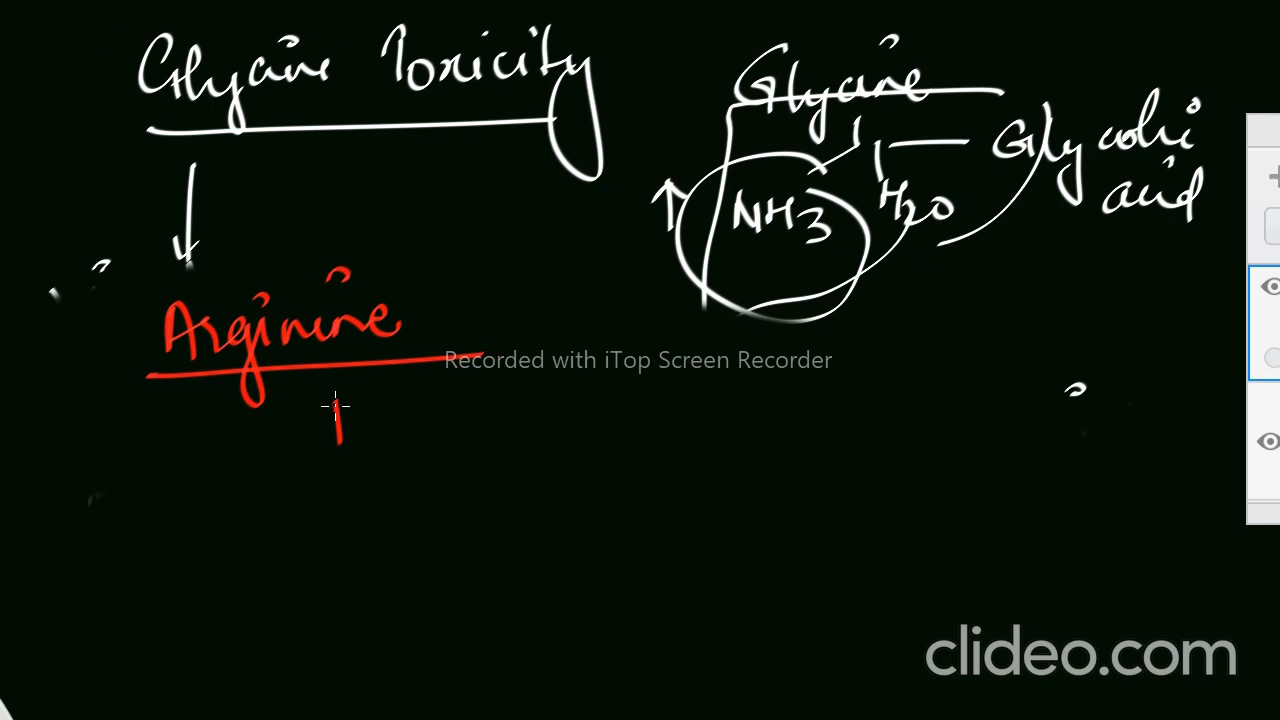 Glycine Toxicity
Glycine
Glycolic
acid
NH3
H2O
Arginine
Recorded with iTop Screen Recorder
clideo.com